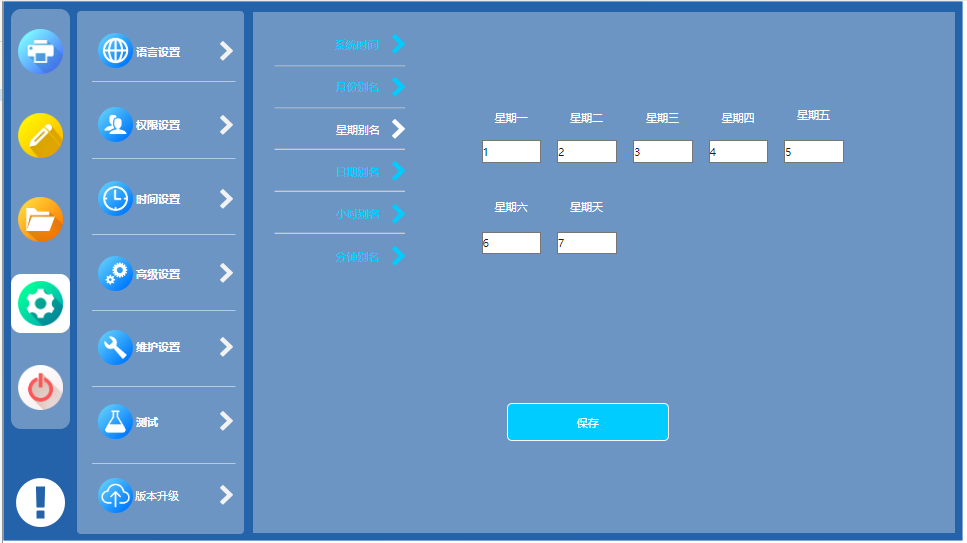 语言设置
权限设置
时间设置
高级设置
维护设置
测试
版本升级
系统时间
月份别名
星期别名
日期别名
小时别名
分钟别名
星期一 星期二 星期三 星期四 星期五
1 2 3 4 5
星期六 星期天
6 7
保存